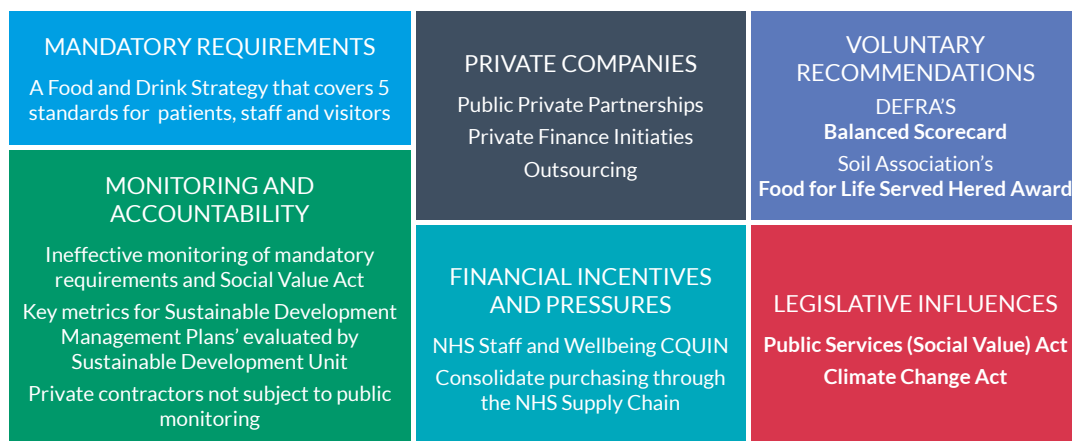 MANDATORY REQUIREMENTS
A Food and Drink Strategy that covers 5
standards for patients, staff and visitors
MONITORING AND
ACCOUNTABILITY
Ineffective monitoring of mandatory
requirements and Social Value Act
Key metrics for Sustainable Development
Management Plans' evaluated by
Sustainable Development Unit
Private contractors not subject to public
monitoring
PRIVATE COMPANIES
Public Private Partnerships
Private Finance Initiaties
Outsourcing
FINANCIAL INCENTIVES
AND PRESSURES
NHS Staff and Wellbeing CQUIN
Consolidate purchasing through
the NHS Supply Chain
VOLUNTARY
RECOMMENDATIONS
DEFRA'S
Balanced Scorecard
Soil Association's
Food for Life Served Hered Award
LEGISLATIVE INFLUENCES
Public Services (Social Value) Act
Climate Change Act